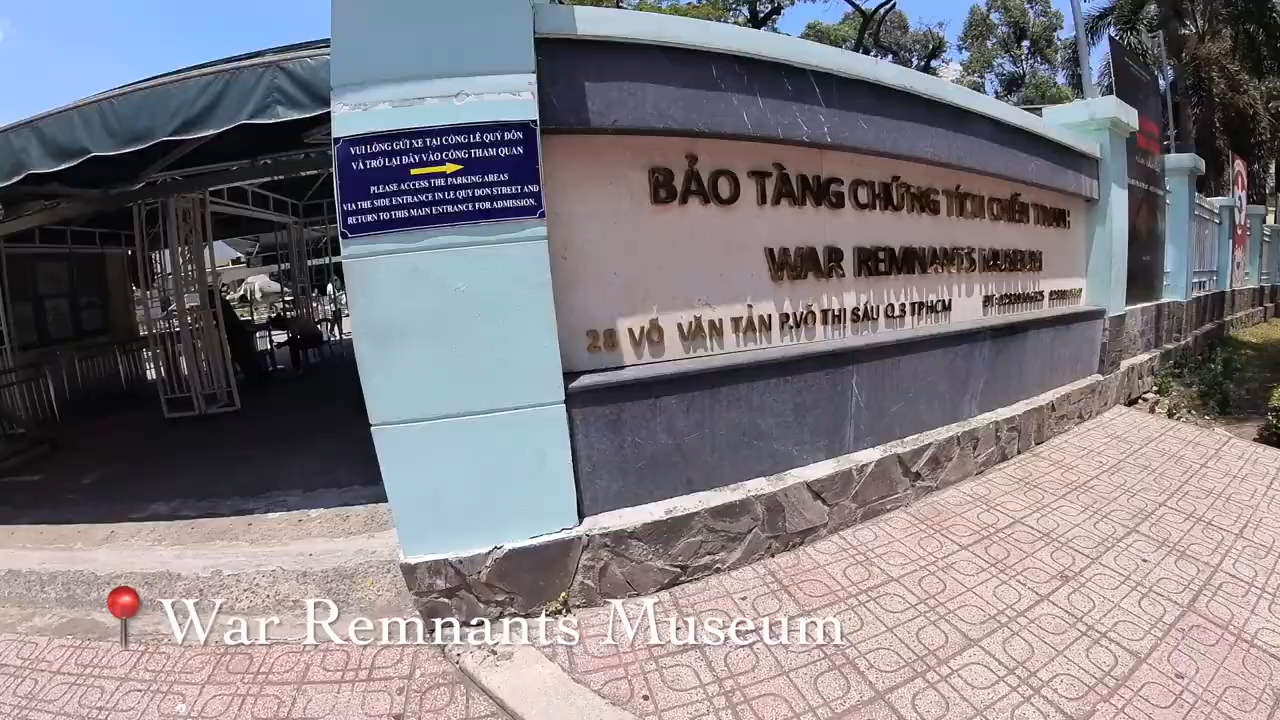 VUI LÒNG GỬI XE TẠI CỔNG LÊ QUÝ ĐÔN
VÀ TRỞ LẠI ĐÂY VÀO CỔNG THAM QUAN
PLEASE ACCESS THE PARKING AREAS
VIA THE SIDE ENTRANCE IN LE QUY DON STREET AND
RETURN TO THIS MAIN ENTRANCE FOR ADMISSION.
BẢO TÀNG CHỨNG TÍCH CHIẾN TRANH
WAR REMNANTS MUSEUM
28 VÕ VĂN TẦN P.VÕ THỊ SÁU Q.3 TPHCM ĐT:
War Remnants Museum